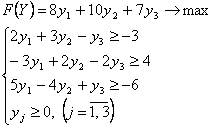 F(Y) = 8y₁ + 10y₂ + 7y₃ → max
2y₁ + 3y₂ − y₃ ≥ −3
−3y₁ + 2y₂ − 2y₃ ≥ 4
5y₁ − 4y₂ + y₃ ≥ −6
yⱼ ≥ 0, (j = 1,3)